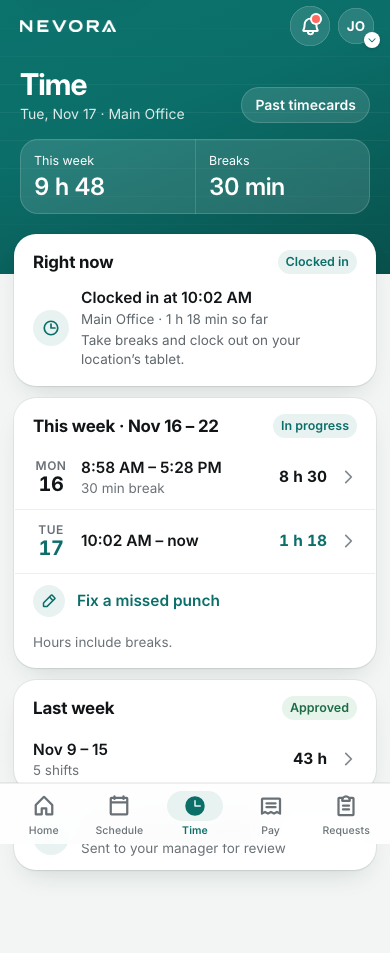 NEVORA
JO
Time
Tue, Nov 17 · Main Office
Past timecards
This week
9 h 48
Breaks
30 min
Right now
Clocked in
Clocked in at 10:02 AM
Main Office · 1 h 18 min so far
Take breaks and clock out on your
location’s tablet.
This week · Nov 16 – 22
In progress
MON
16
8:58 AM – 5:28 PM
30 min break
8 h 30
TUE
17
10:02 AM – now
1 h 18
Fix a missed punch
Hours include breaks.
Last week
Approved
Nov 9 – 15
5 shifts
43 h
Home
Schedule
Time
Pay
Requests
Sent to your manager for review